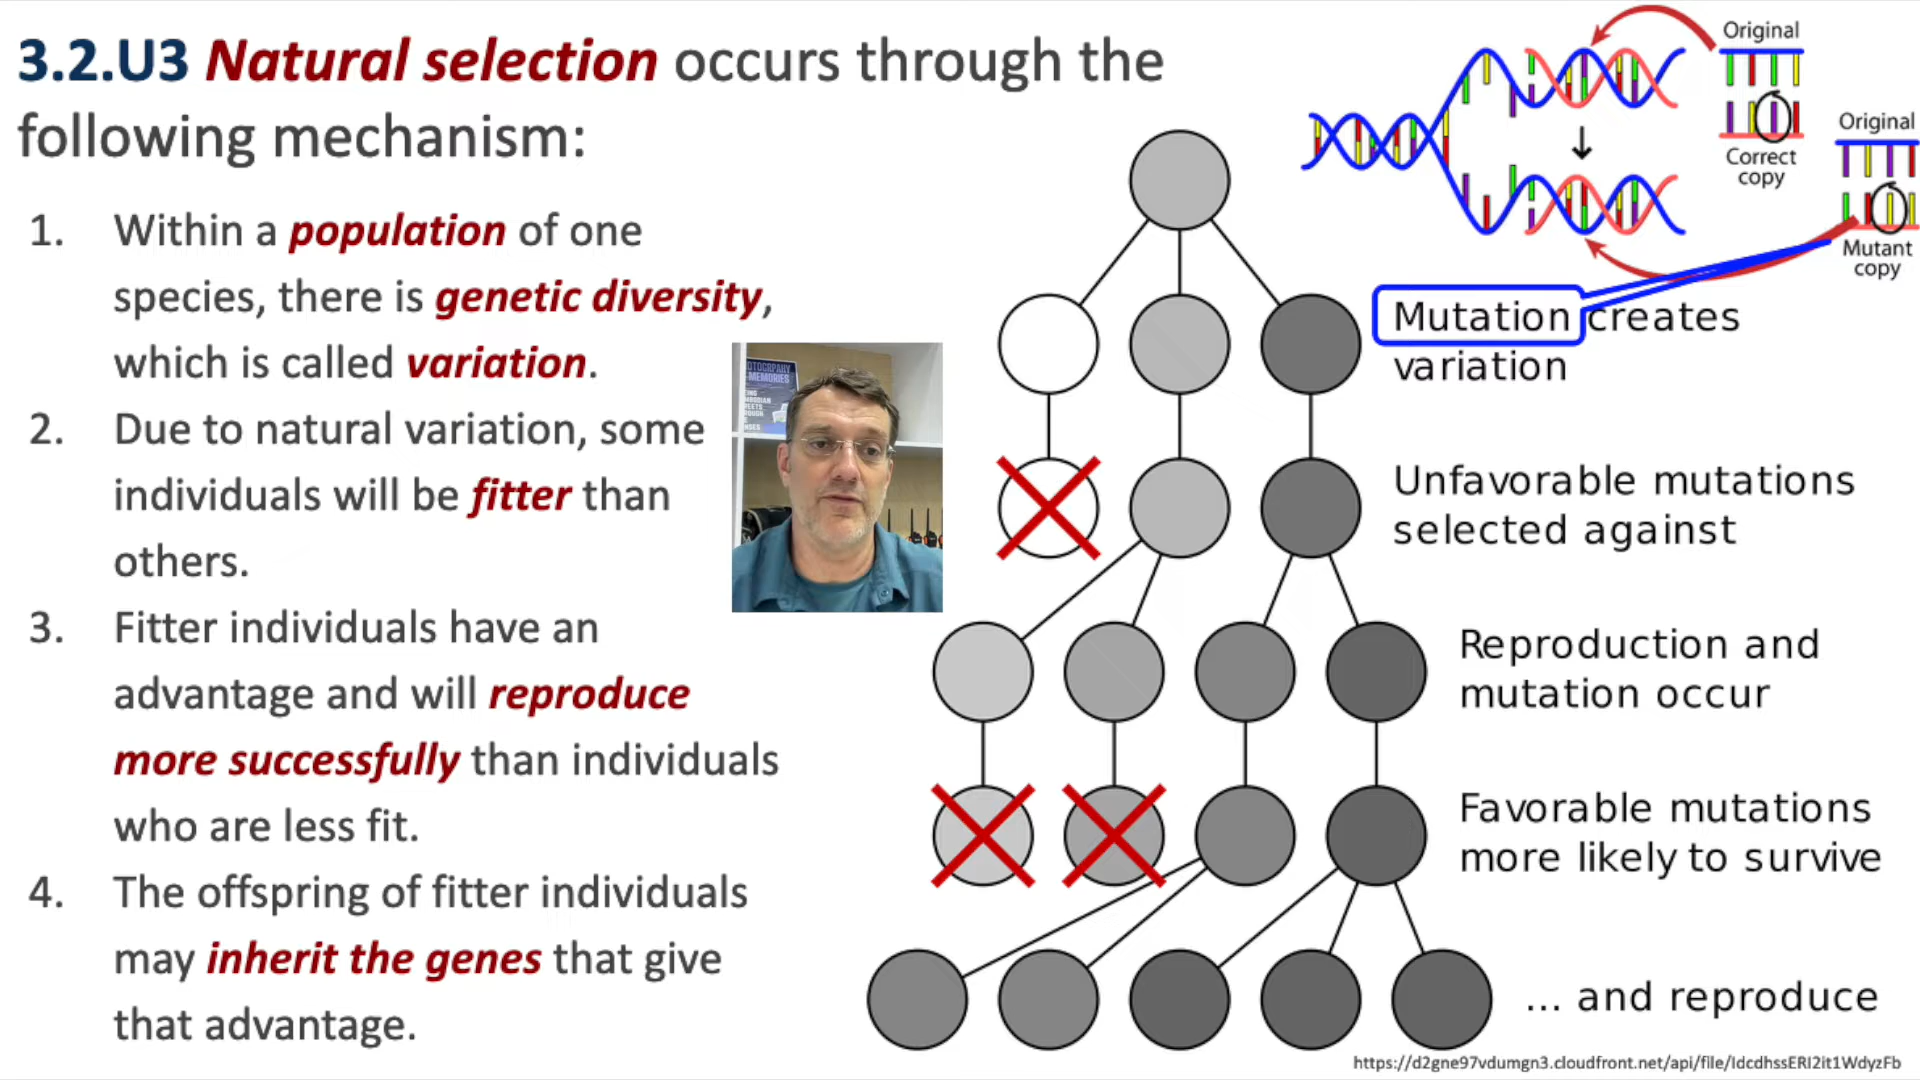 3.2.U3 Natural selection occurs through the
following mechanism:
1. Within a population of one
species, there is genetic diversity,
which is called variation.
2. Due to natural variation, some
individuals will be fitter than
others.
3. Fitter individuals have an
advantage and will reproduce
more successfully than individuals
who are less fit.
4. The offspring of fitter individuals
may inherit the genes that give
that advantage.
Original
Correct
copy
Original
Mutant
copy
Mutation creates
variation
Unfavorable mutations
selected against
Reproduction and
mutation occur
Favorable mutations
more likely to survive
... and reproduce
MEMORIES
https://d2gne97vdumgn3.cloudfront.net/api/file/IdcdhssERI2it1WdyzFb